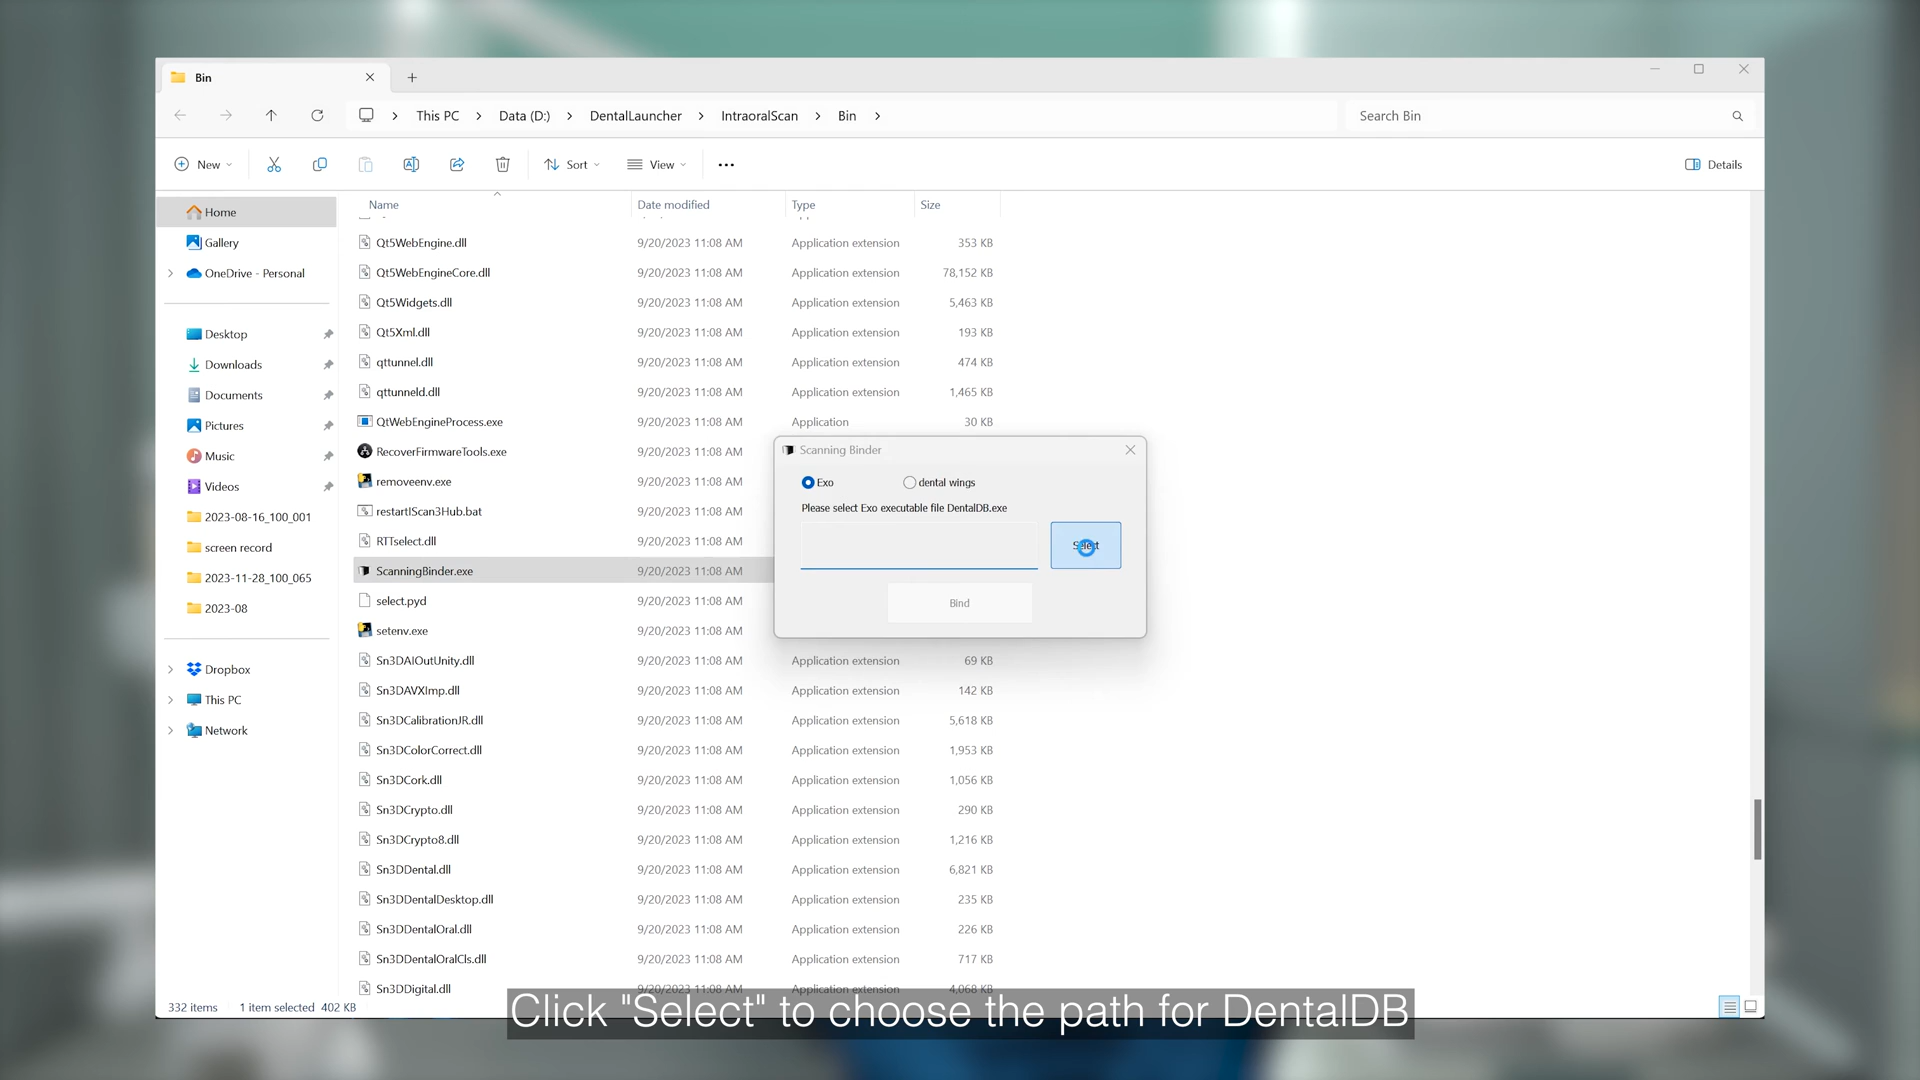 Bin
This PC > Data (D:) > DentalLauncher > IntraoralScan > Bin >
Search Bin
New
Sort
View
Details
Home
Gallery
OneDrive - Personal
Desktop
Downloads
Documents
Pictures
Music
Videos
2023-08-16_100_001
screen record
2023-11-28_100_065
2023-08
Dropbox
This PC
Network
Name Date modified Type Size
Qt5WebEngine.dll 9/20/2023 11:08 AM Application extension 353 KB
Qt5WebEngineCore.dll 9/20/2023 11:08 AM Application extension 78,152 KB
Qt5Widgets.dll 9/20/2023 11:08 AM Application extension 5,463 KB
Qt5Xml.dll 9/20/2023 11:08 AM Application extension 193 KB
qttunnel.dll 9/20/2023 11:08 AM Application extension 474 KB
qttunneld.dll 9/20/2023 11:08 AM Application extension 1,465 KB
QtWebEngineProcess.exe 9/20/2023 11:08 AM Application 30 KB
RecoverFirmwareTools.exe 9/20/2023 11:08 AM
removeenv.exe 9/20/2023 11:08 AM
restartIScan3Hub.bat 9/20/2023 11:08 AM
RTTselect.dll 9/20/2023 11:08 AM
ScanningBinder.exe 9/20/2023 11:08 AM
select.pyd 9/20/2023 11:08 AM
setenv.exe 9/20/2023 11:08 AM
Sn3DAIOutUnity.dll 9/20/2023 11:08 AM Application extension 69 KB
Sn3DAVXImp.dll 9/20/2023 11:08 AM Application extension 142 KB
Sn3DCalibrationJR.dll 9/20/2023 11:08 AM Application extension 5,618 KB
Sn3DColorCorrect.dll 9/20/2023 11:08 AM Application extension 1,953 KB
Sn3DCork.dll 9/20/2023 11:08 AM Application extension 1,056 KB
Sn3DCrypto.dll 9/20/2023 11:08 AM Application extension 290 KB
Sn3DCrypto8.dll 9/20/2023 11:08 AM Application extension 1,216 KB
Sn3DDental.dll 9/20/2023 11:08 AM Application extension 6,821 KB
Sn3DDentalDesktop.dll 9/20/2023 11:08 AM Application extension 235 KB
Sn3DDentalOral.dll 9/20/2023 11:08 AM Application extension 226 KB
Sn3DDentalOralCls.dll 9/20/2023 11:08 AM Application extension 717 KB
Sn3DDigital.dll 9/20/2023 11:08 AM Application extension 4,068 KB
Scanning Binder
Exo dental wings
Please select Exo executable file DentalDB.exe
Select
Bind
332 items 1 item selected 402 KB
Click "Select" to choose the path for DentalDB